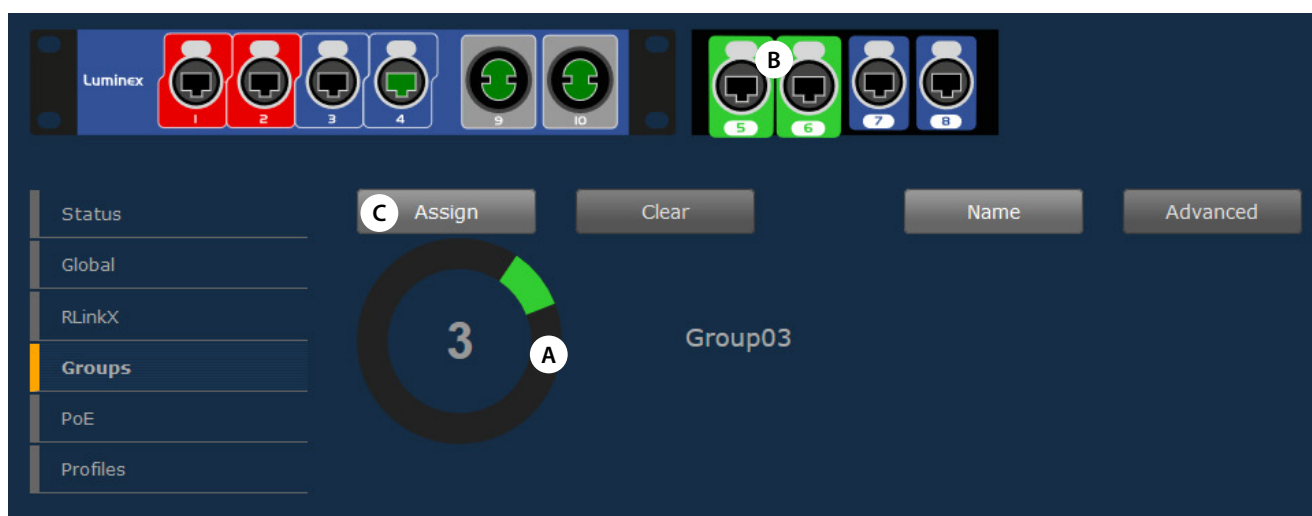 Luminex
1 2 3 4 9 10
B
5 6 7 8
Status
Global
RLinkX
Groups
PoE
Profiles
C Assign Clear Name Advanced
3 A Group03